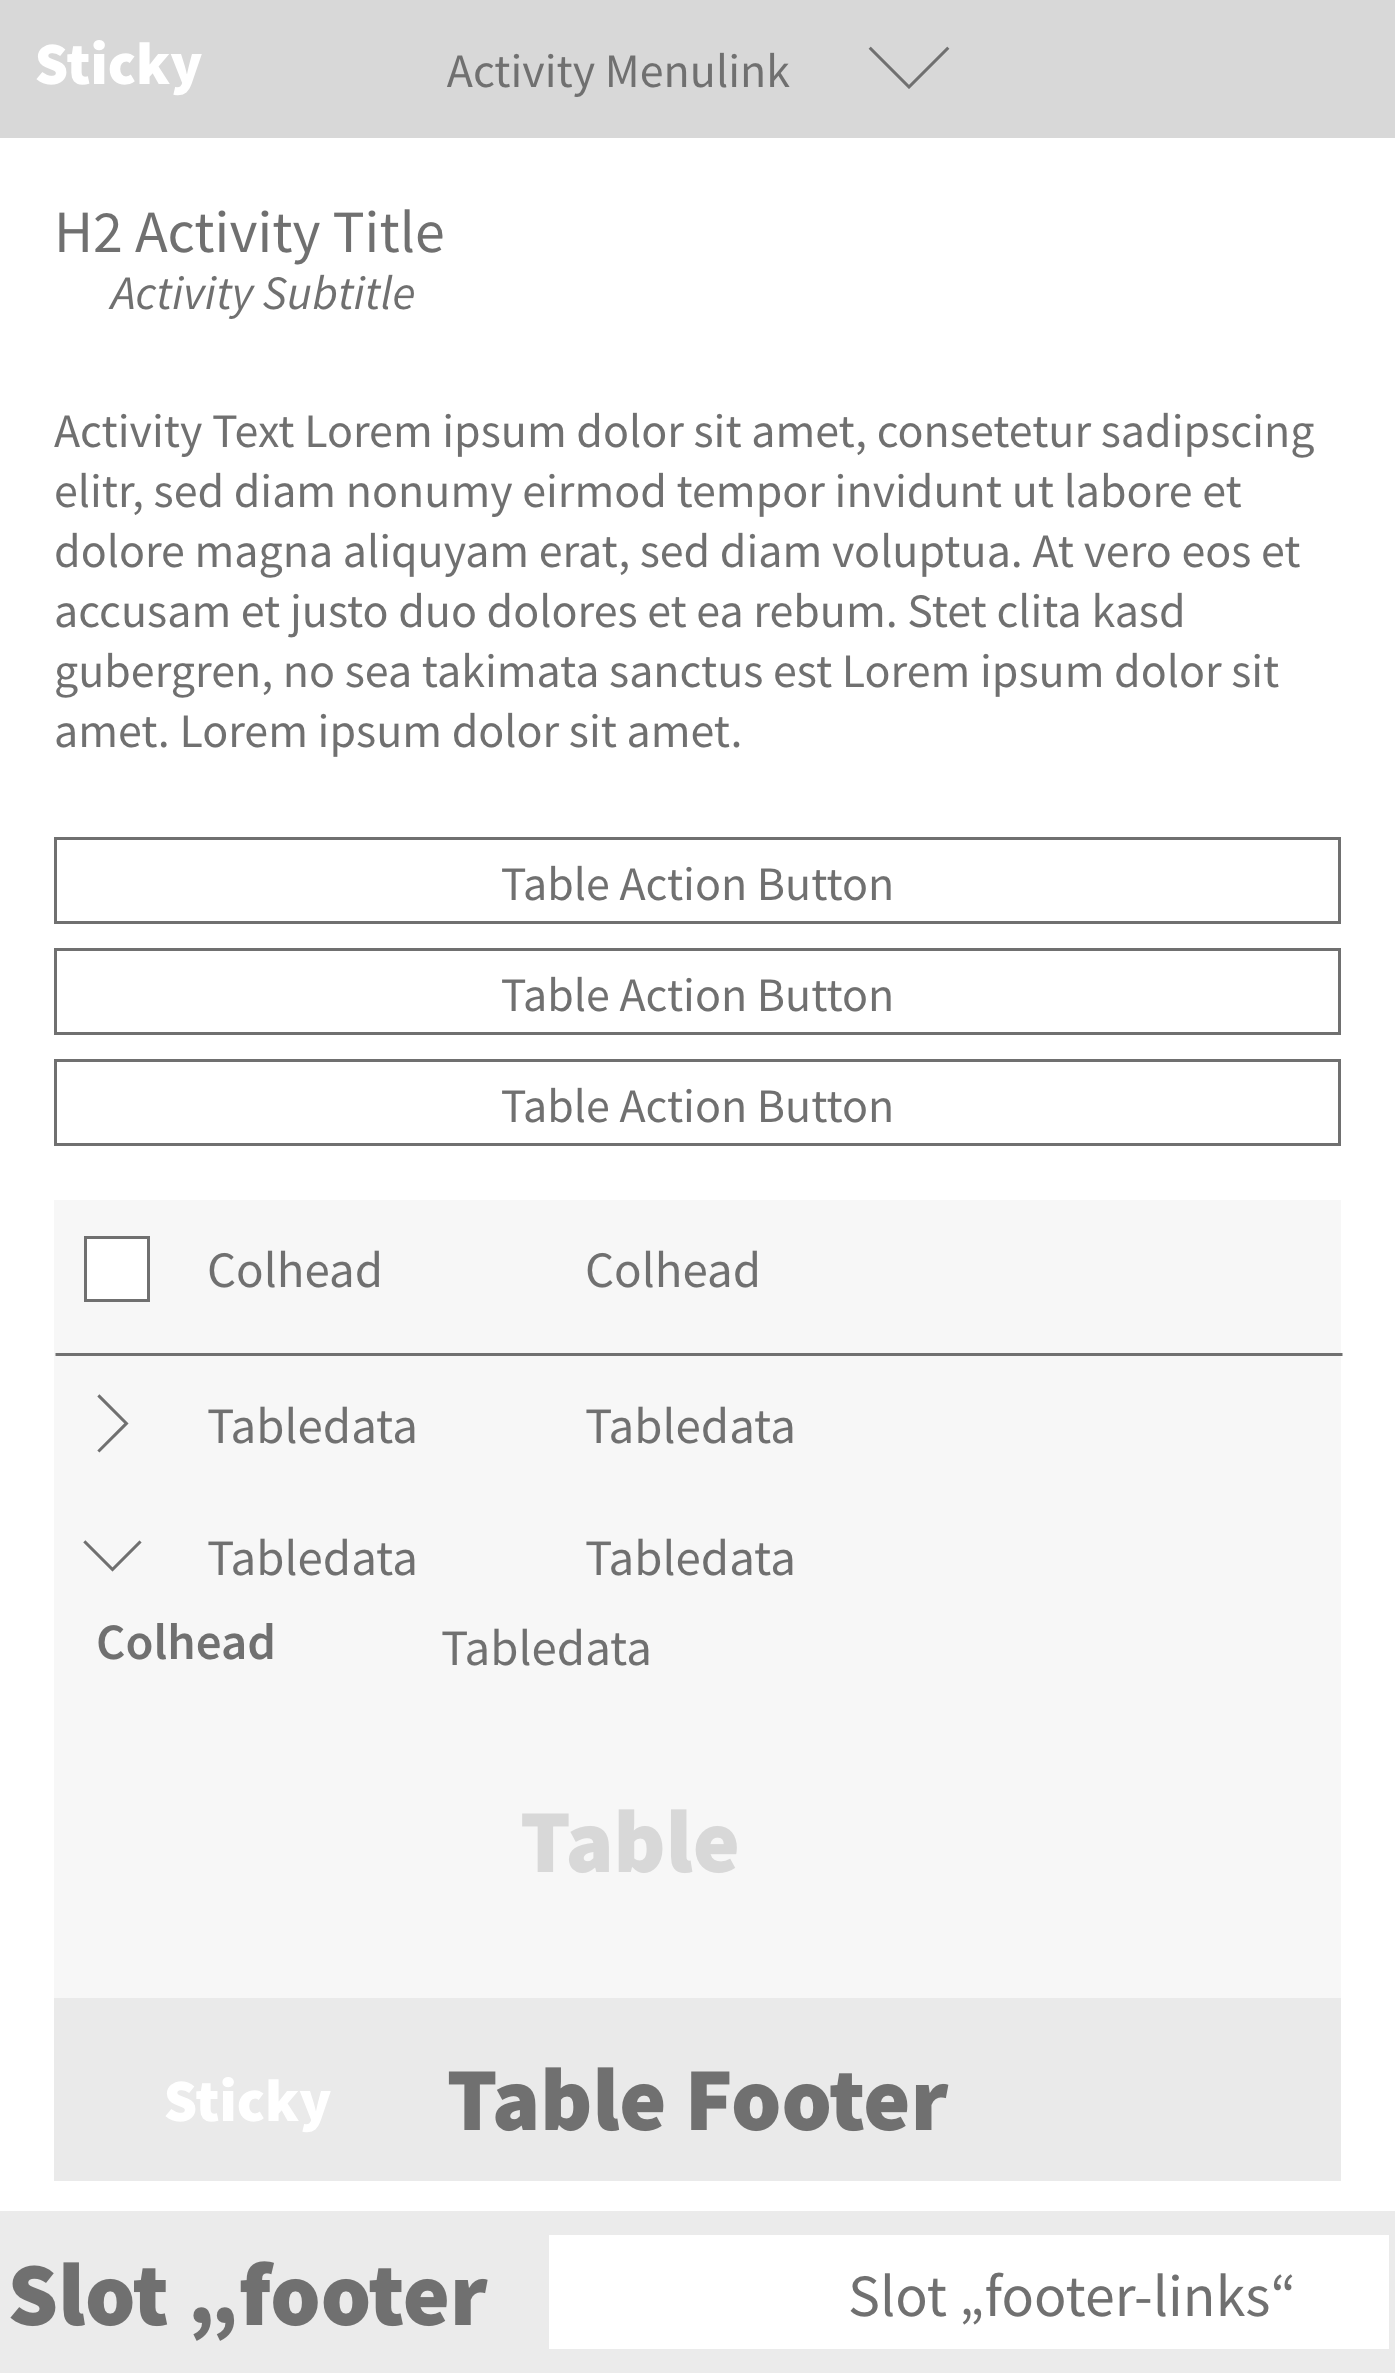 Sticky Activity Menulink
H2 Activity Title
Activity Subtitle
Activity Text Lorem ipsum dolor sit amet, consetetur sadipscing
elitr, sed diam nonumy eirmod tempor invidunt ut labore et
dolore magna aliquyam erat, sed diam voluptua. At vero eos et
accusam et justo duo dolores et ea rebum. Stet clita kasd
gubergren, no sea takimata sanctus est Lorem ipsum dolor sit
amet. Lorem ipsum dolor sit amet.
Table Action Button
Table Action Button
Table Action Button
Colhead Colhead
Tabledata Tabledata
Tabledata Tabledata
Colhead Tabledata
Table
Sticky Table Footer
Slot „footer Slot „footer-links“